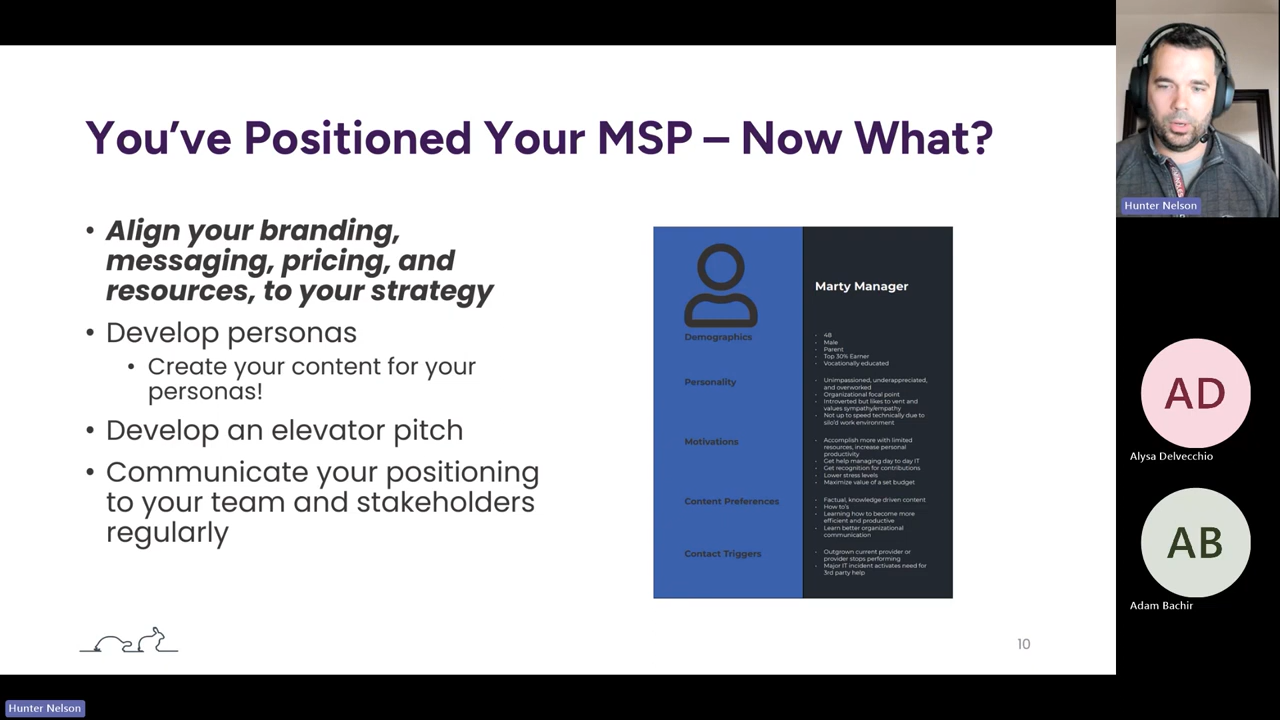 You've Positioned Your MSP – Now What?
• Align your branding,
messaging, pricing, and
resources, to your strategy
• Develop personas
• Create your content for your
personas!
• Develop an elevator pitch
• Communicate your positioning
to your team and stakeholders
regularly
Marty Manager
Demographics
• 48
• Male
• Parent
• Top 30% Earner
• Vocationally educated
Personality
• Unimpassioned, underappreciated,
and overworked
• Organizational focal point
• Introverted but likes to vent and
values sympathy/empathy
• Not up to speed technically due to
silo'd work environment
Motivations
• Accomplish more with limited
resources, increase personal
productivity
• Get help managing day to day IT
• Get recognition for contributions
• Lower stress levels
• Maximize value of a set budget
Content Preferences
• Factual, knowledge driven content
• How to's
• Learning how to become more
efficient and productive
• Learn better organizational
communication
Contact Triggers
• Outgrown current provider or
provider stops performing
• Major IT incident activates need for
3rd party help
10
Hunter Nelson
AD
Alysa Delvecchio
AB
Adam Bachir
Hunter Nelson